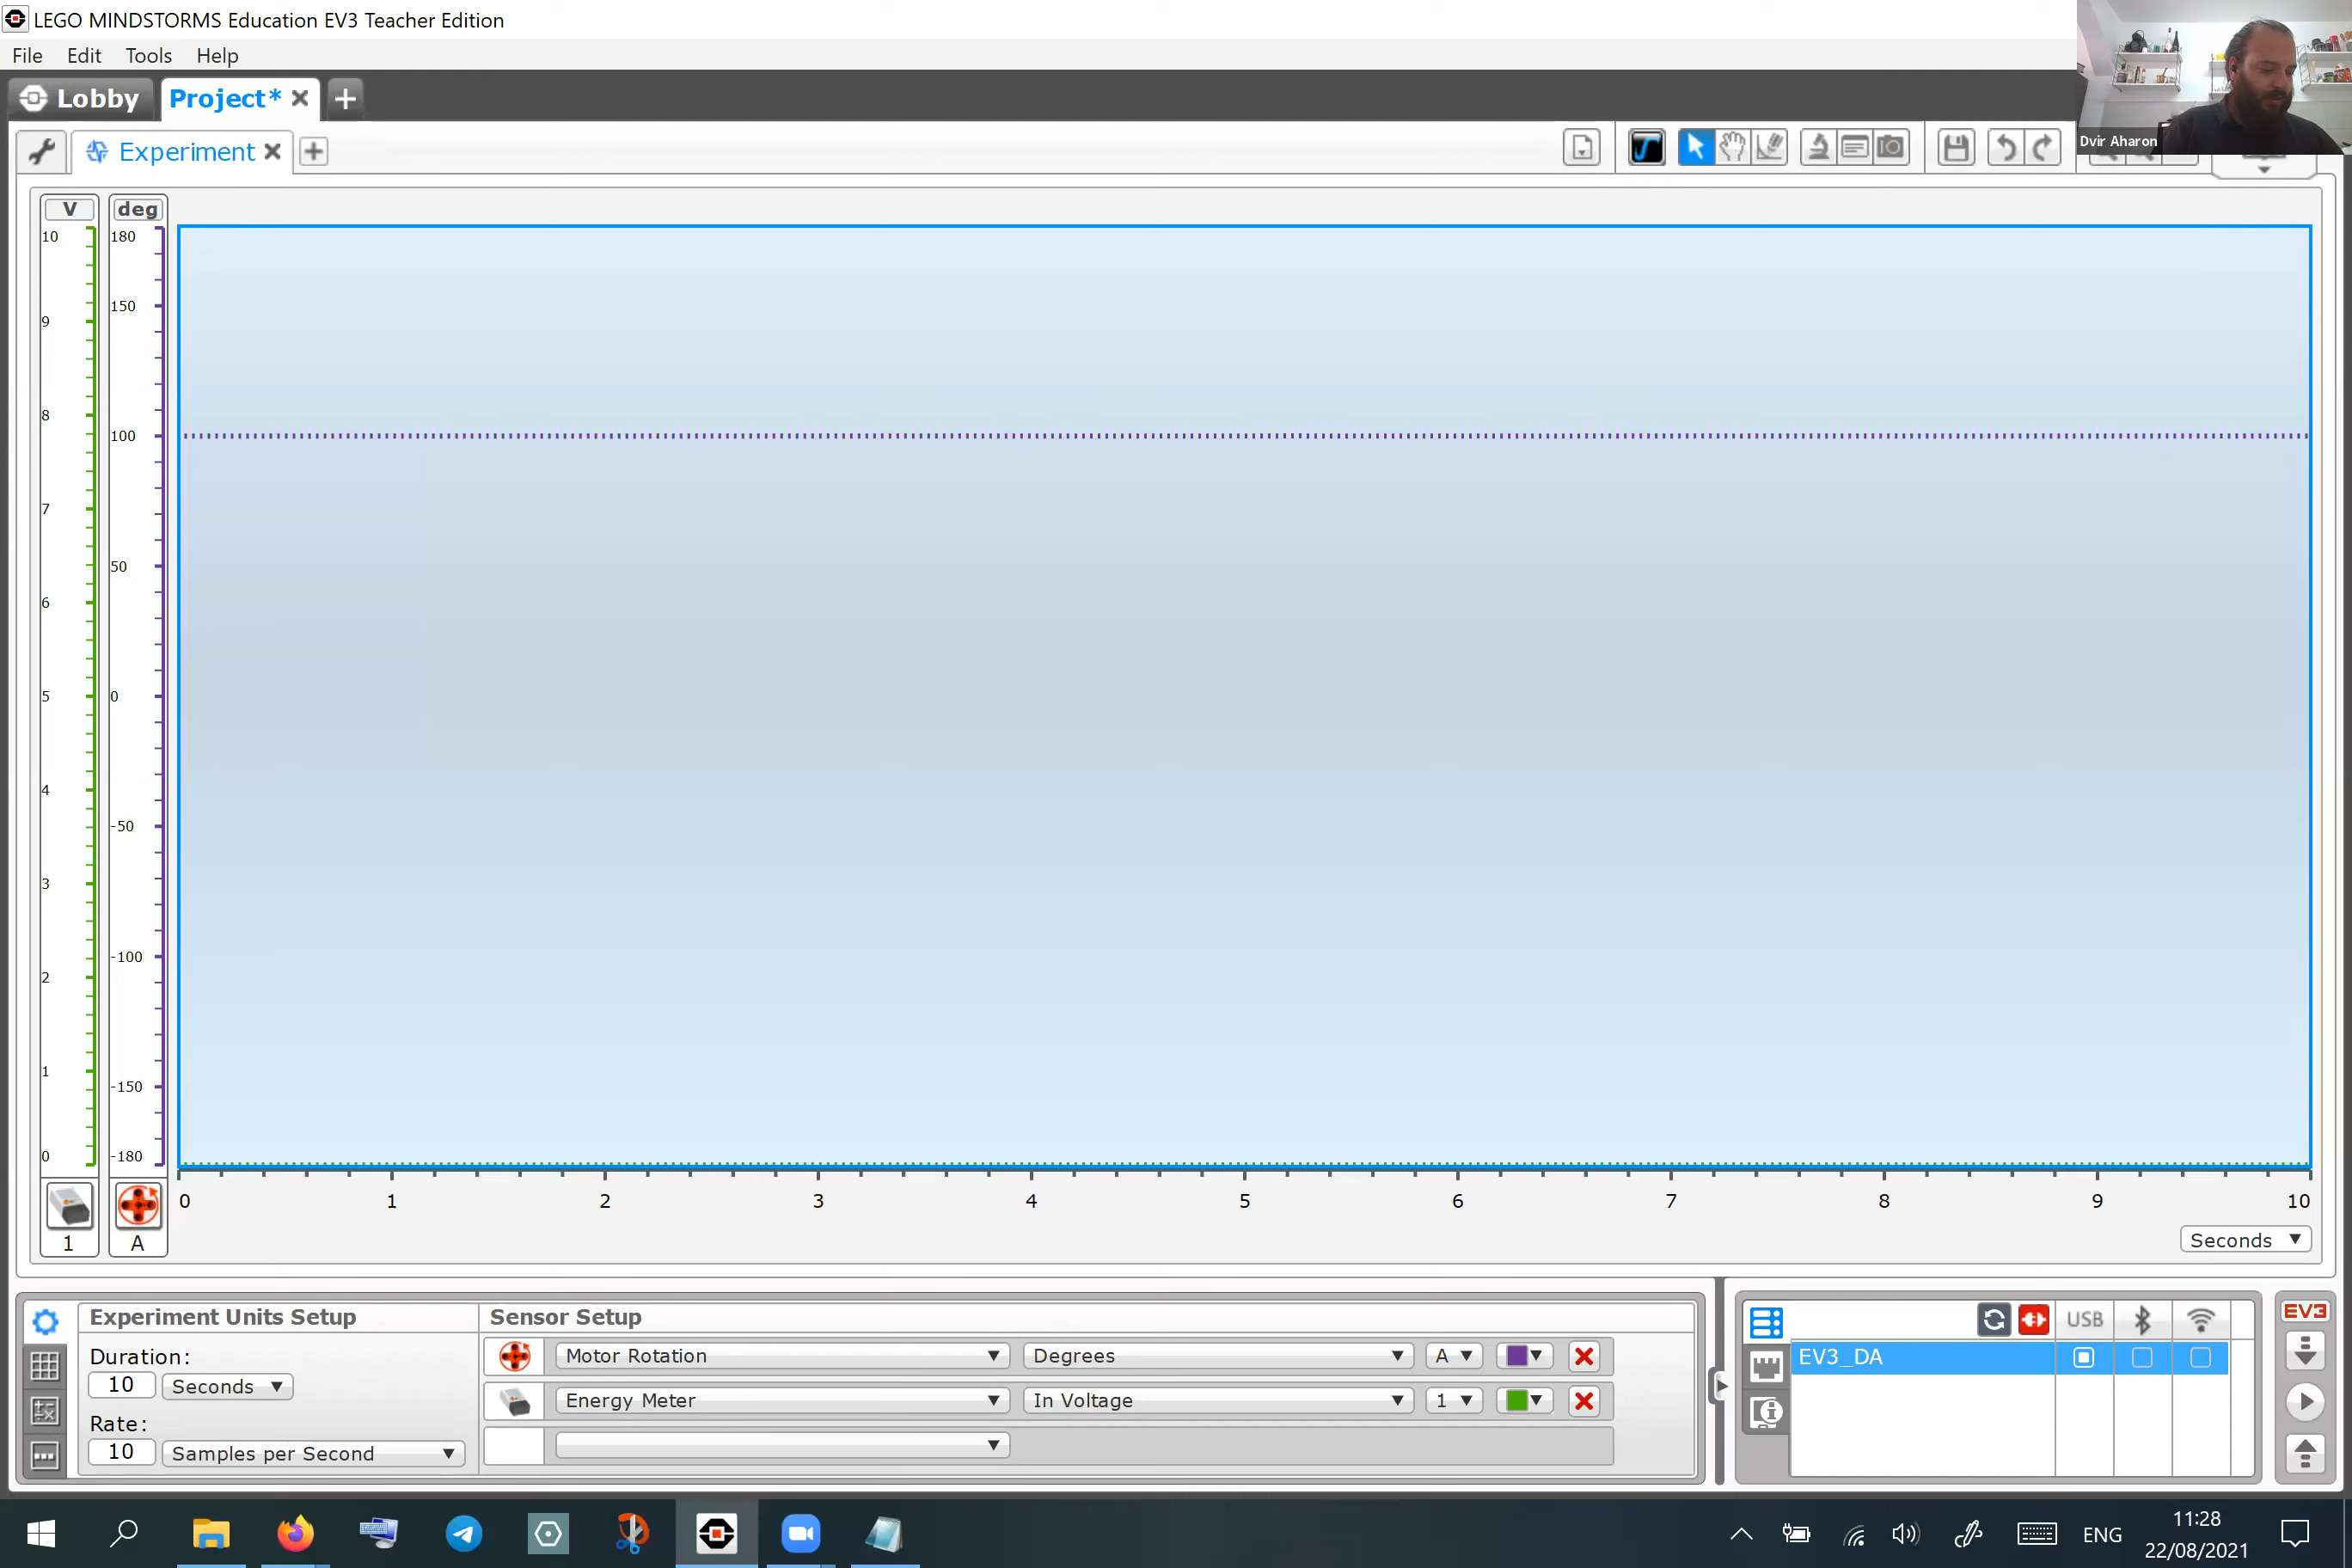 LEGO MINDSTORMS Education EV3 Teacher Edition
File Edit Tools Help
Lobby Project* +
Experiment +
Dvir Aharon
V deg
10 180
150
9
8
100
7
50
6
5 0
4
-50
3
-100
2
1
-150
0 -180
0 1 2 3 4 5 6 7 8 9 10
1 A
Seconds
Experiment Units Setup
Duration:
10 Seconds
Rate:
10 Samples per Second
Sensor Setup
Motor Rotation Degrees A
Energy Meter In Voltage 1
USB
EV3_DA
EV3
ENG
11:28
22/08/2021